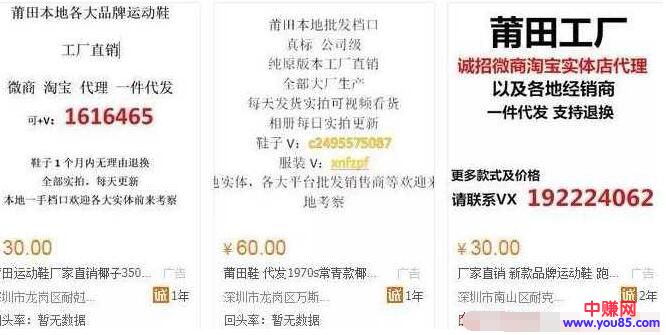 莆田本地各大品牌运动鞋
工厂直销
微商 淘宝 代理 一件代发
可+V：1616465
鞋子1个月内无理由退换
全部实拍，每天更新
本地一手档口欢迎各大实体前来考察
30.00
莆田运动鞋厂家直销椰子350...
广告
深圳市龙岗区耐妵...
诚 1年
回头率：暂无数据
莆田本地批发档口
真标 公司级
纯原版本工厂直销
全部大厂生产
每天发货实拍可视频看货
相册每日实拍更新
鞋子V：c2495575087
服装V：xnfzpf
地实体，各大平台批发销售商等欢迎来
地考察
¥60.00
莆田鞋 代发1970s常青款椰...
广告
深圳市龙岗区万斯...
诚 1年
回头率：暂无数据
莆田工厂
诚招微商淘宝实体店代理
以及各地经销商
一件代发 支持退换
更多款式及价格
请联系VX 192224062
¥30.00
厂家直销 新款品牌运动鞋 跑...
广告
深圳市南山区耐克...
诚 2年
回头率：暂无数据
中赚网
www.you85.com